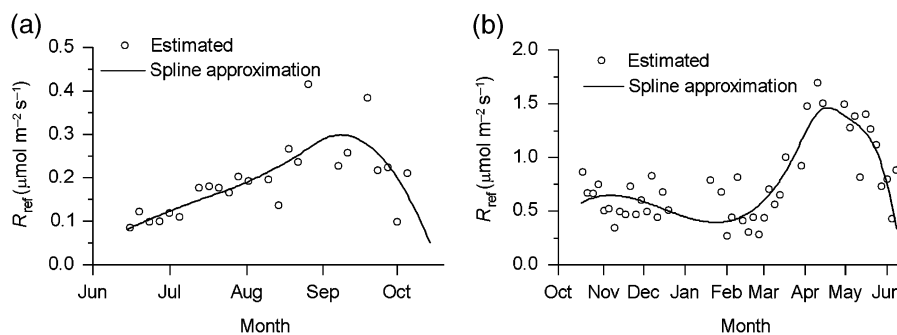 (a)
0.5
0.4
0.3
0.2
0.1
0.0
R_ref (μmol m⁻² s⁻¹)
Estimated
Spline approximation
Jun Jul Aug Sep Oct
Month
(b)
2.0
1.5
1.0
0.5
0.0
R_ref (μmol m⁻² s⁻¹)
Estimated
Spline approximation
Oct Nov Dec Jan Feb Mar Apr May Jun
Month